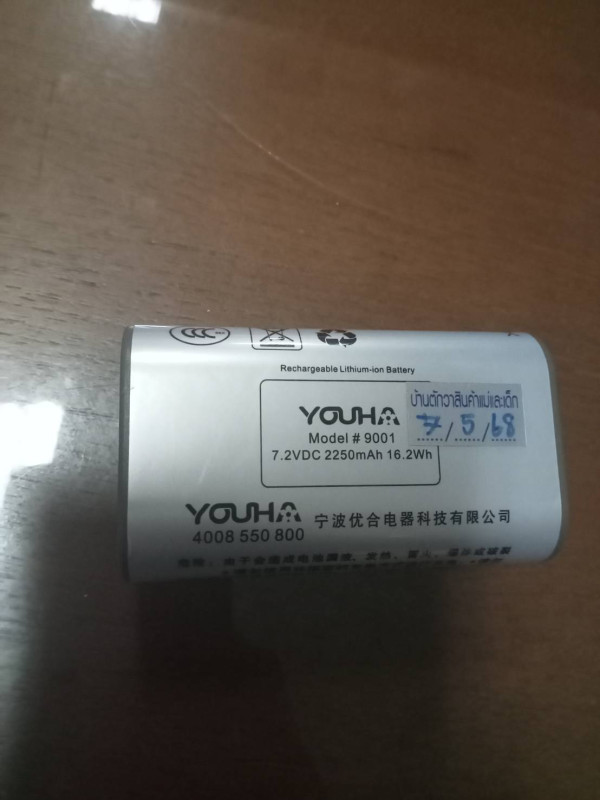 Rechargeable Lithium-ion Battery
YOUHA
Model # 9001
7.2VDC 2250mAh 16.2Wh
บ้านตักวาสินค้าแม่และเด็ก
7/5/68
YOUHA 宁波优合电器科技有限公司
4008 550 800